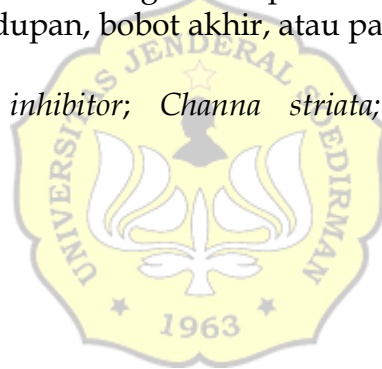 dupan, bobot akhir, atau pa
inhibitor; Channa striata;
UNIVERSITAS JENDERAL SOEDIRMAN
1963